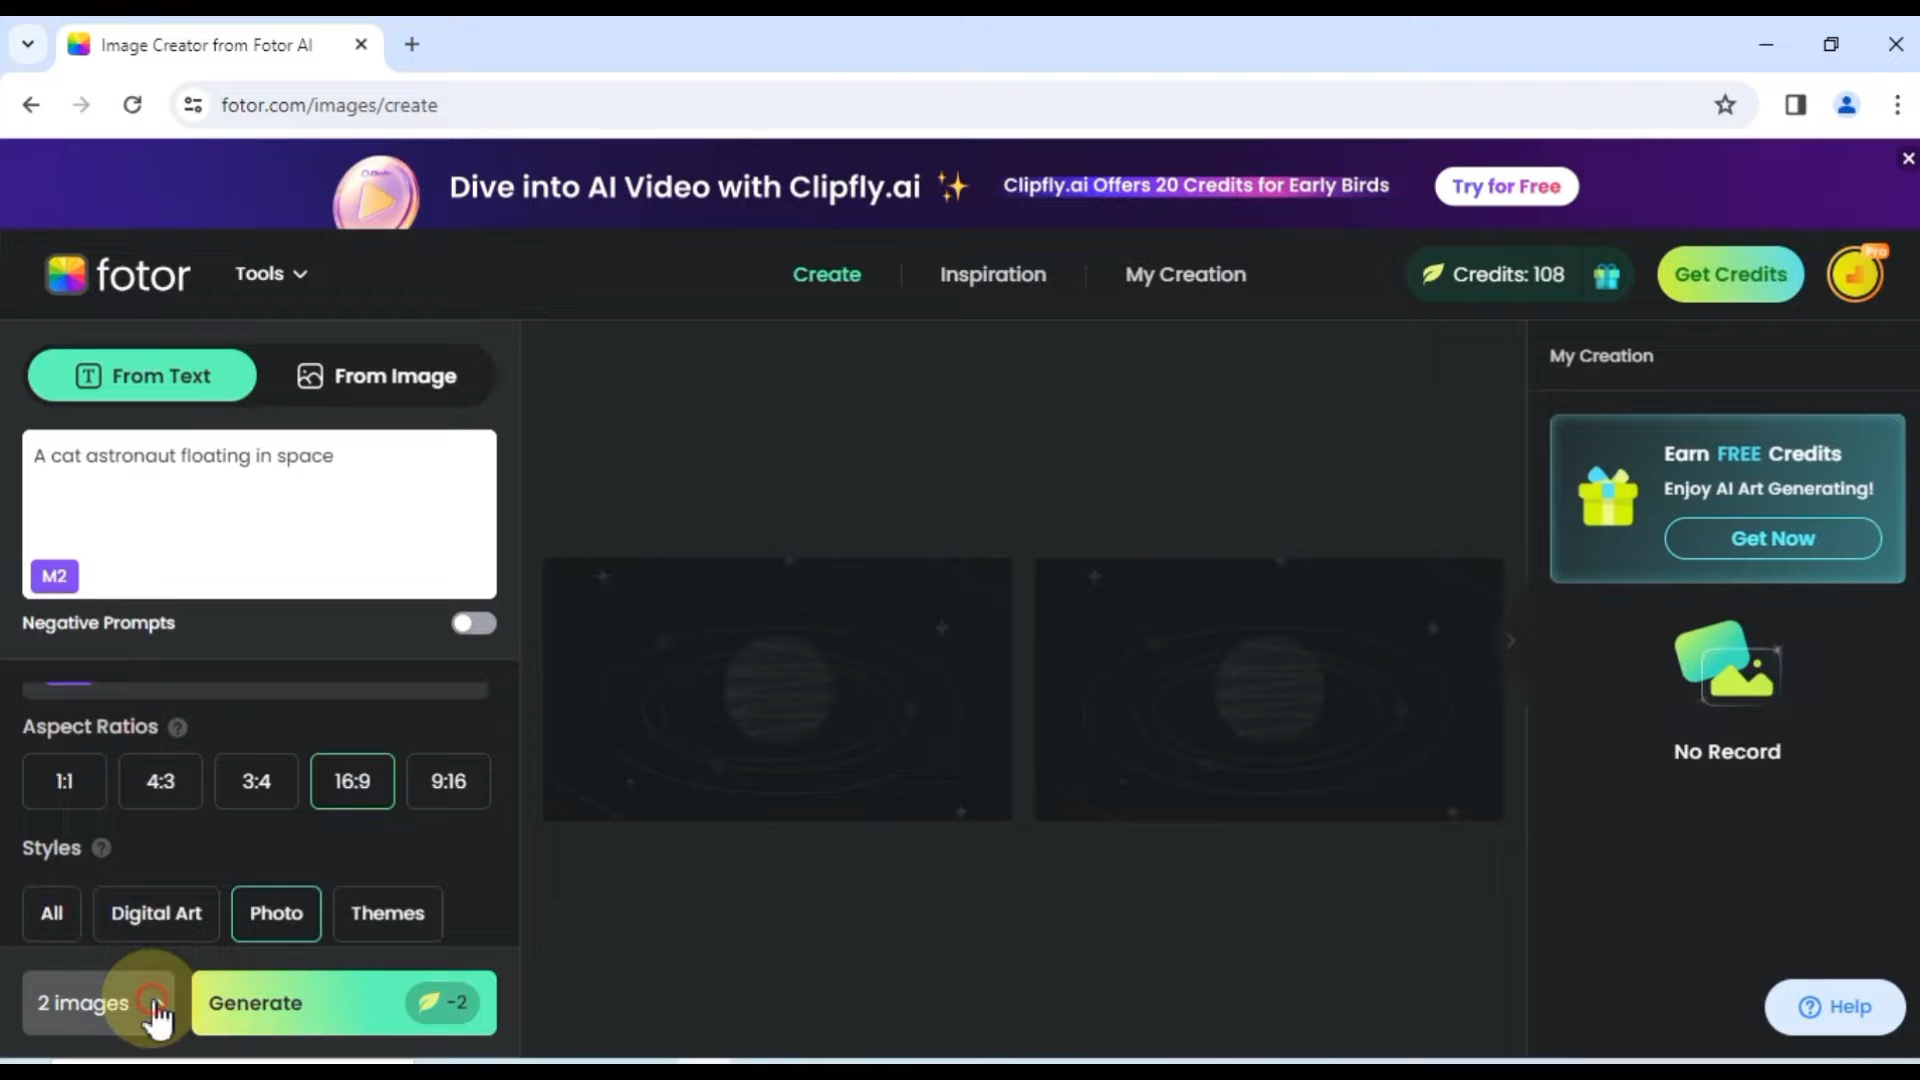 Image Creator from Fotor AI
fotor.com/images/create
Dive into AI Video with Clipfly.ai
Clipfly.ai Offers 20 Credits for Early Birds
Try for Free
fotor
Tools
Create
Inspiration
My Creation
Credits: 108
Get Credits
Pro
From Text
From Image
A cat astronaut floating in space
M2
Negative Prompts
Aspect Ratios ?
1:1
4:3
3:4
16:9
9:16
Styles ?
All
Digital Art
Photo
Themes
2 images
Generate
-2
My Creation
Earn FREE Credits
Enjoy AI Art Generating!
Get Now
No Record
? Help